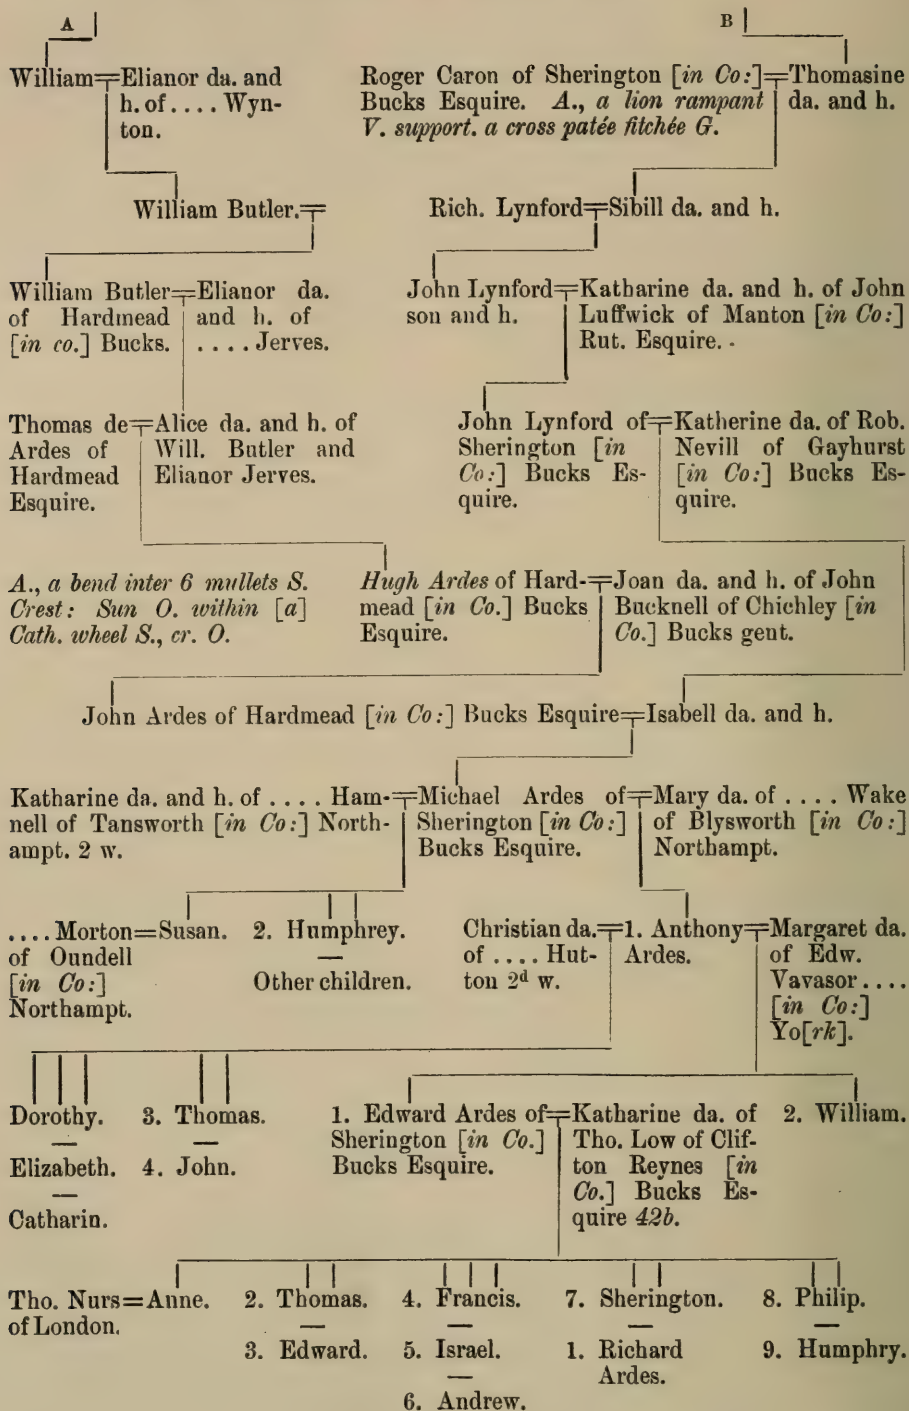 A B
William=Elianor da. and
h. of .... Wyn-
ton.
Roger Caron of Sherington [in Co:]=Thomasine
Bucks Esquire. A., a lion rampant da. and h.
V. support. a cross patée fitchée G.
William Butler.=
Rich. Lynford=Sibill da. and h.
William Butler=Elianor da.
of Hardmead and h. of
[in co.] Bucks. .... Jerves.
John Lynford=Katharine da. and h. of John
son and h. Luffwick of Manton [in Co:]
Rut. Esquire.
Thomas de=Alice da. and h. of
Ardes of Will. Butler and
Hardmead Elianor Jerves.
Esquire.
John Lynford of=Katherine da. of Rob.
Sherington [in Nevill of Gayhurst
Co:] Bucks Es- [in Co:] Bucks Es-
quire. quire.
A., a bend inter 6 mullets S.
Crest: Sun O. within [a]
Cath. wheel S., cr. O.
Hugh Ardes of Hard-=Joan da. and h. of John
mead [in Co.] Bucks Bucknell of Chichley [in
Esquire. Co.] Bucks gent.
John Ardes of Hardmead [in Co:] Bucks Esquire=Isabell da. and h.
Katharine da. and h. of .... Ham-=Michael Ardes of=Mary da. of .... Wake
nell of Tansworth [in Co:] North- Sherington [in Co:] of Blysworth [in Co:]
ampt. 2 w. Bucks Esquire. Northampt.
.... Morton=Susan. 2. Humphrey.
of Oundell —
[in Co:] Other children.
Northampt.
Christian da.=1. Anthony=Margaret da.
of .... Hut- Ardes. of Edw.
ton 2d w. Vavasor ....
[in Co:]
Yo[rk].
Dorothy. 3. Thomas.
— —
Elizabeth. 4. John.
—
Catharin.
1. Edward Ardes of=Katharine da. of 2. William.
Sherington [in Co.] Tho. Low of Clif-
Bucks Esquire. ton Reynes [in
Co.] Bucks Es-
quire 42b.
Tho. Nurs=Anne. 2. Thomas. 4. Francis. 7. Sherington. 8. Philip.
of London. — — — —
3. Edward. 5. Israel. 1. Richard 9. Humphry.
— Ardes.
6. Andrew.